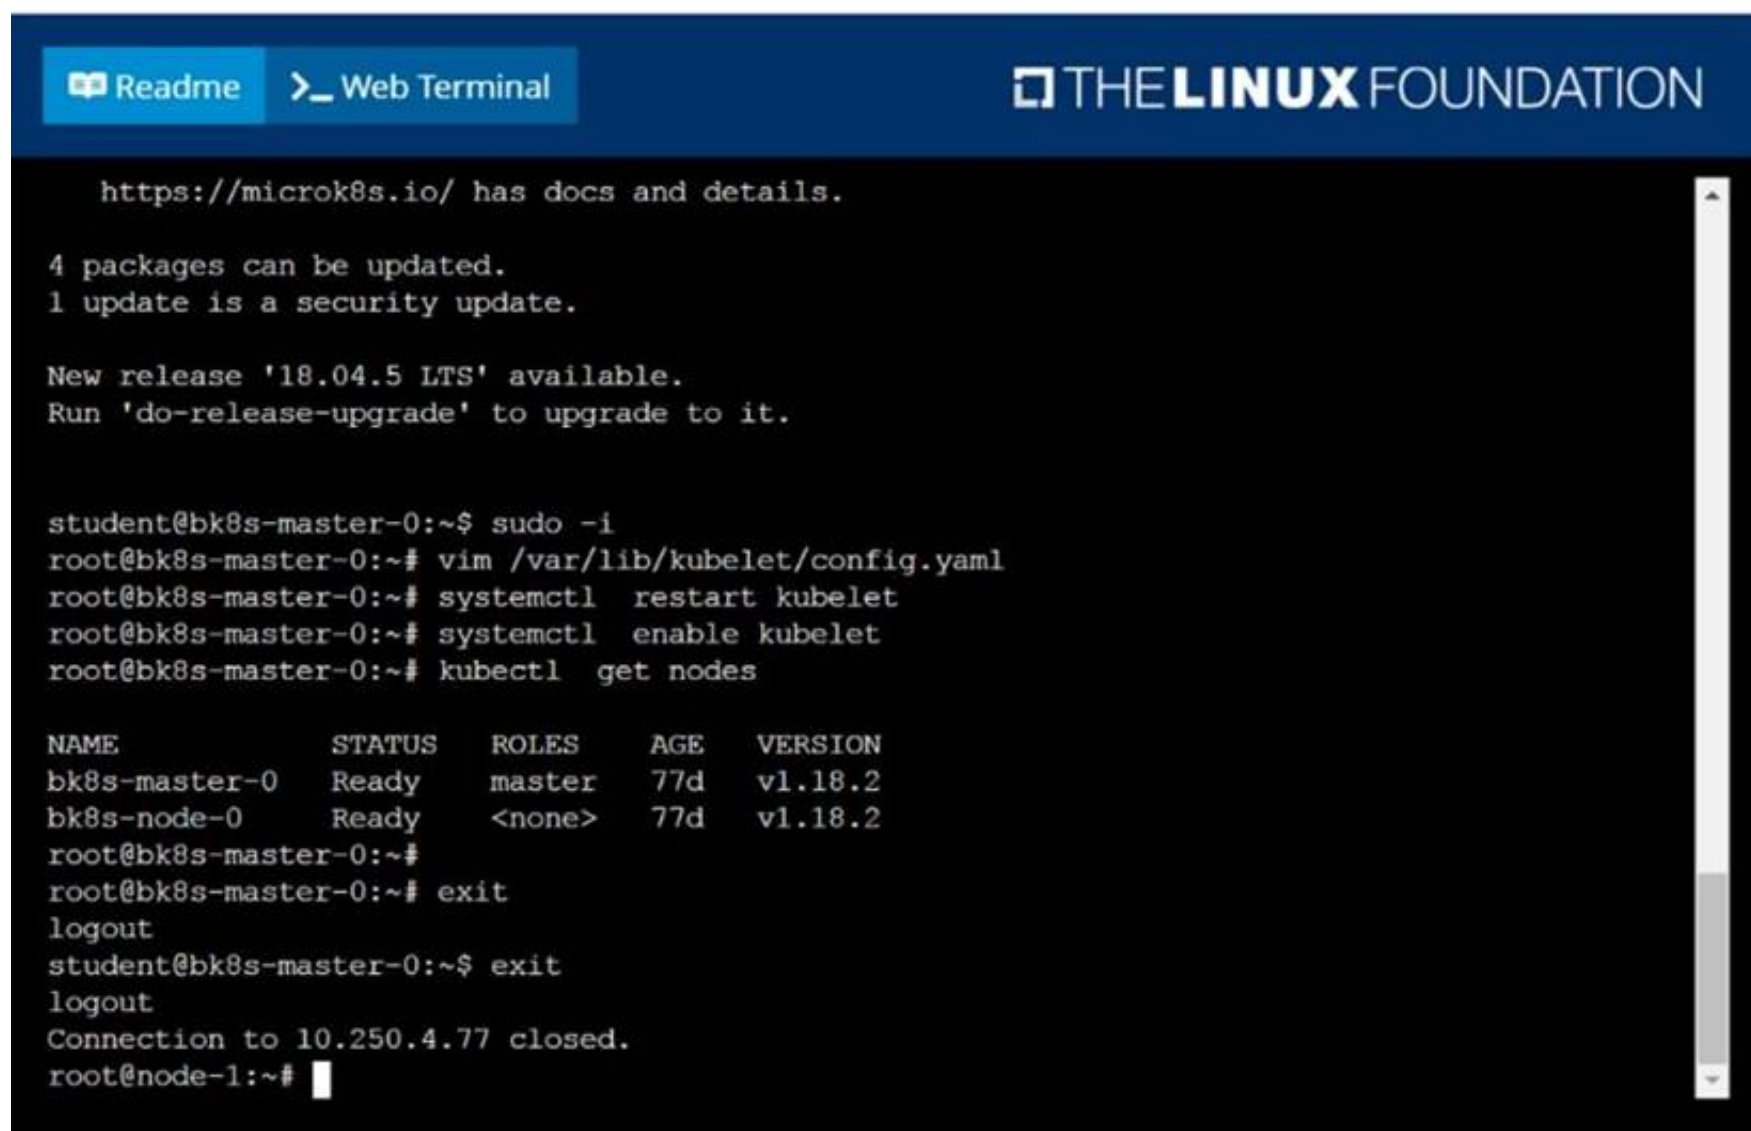 Readme
>_ Web Terminal
THE LINUX FOUNDATION
https://microk8s.io/ has docs and details.
4 packages can be updated.
1 update is a security update.
New release '18.04.5 LTS' available.
Run 'do-release-upgrade' to upgrade to it.
student@bk8s-master-0:~$ sudo -i
root@bk8s-master-0:~# vim /var/lib/kubelet/config.yaml
root@bk8s-master-0:~# systemctl  restart kubelet
root@bk8s-master-0:~# systemctl  enable kubelet
root@bk8s-master-0:~# kubectl  get nodes
NAME            STATUS   ROLES    AGE   VERSION
bk8s-master-0   Ready    master   77d   v1.18.2
bk8s-node-0     Ready    <none>   77d   v1.18.2
root@bk8s-master-0:~#
root@bk8s-master-0:~# exit
logout
student@bk8s-master-0:~$ exit
logout
Connection to 10.250.4.77 closed.
root@node-1:~#